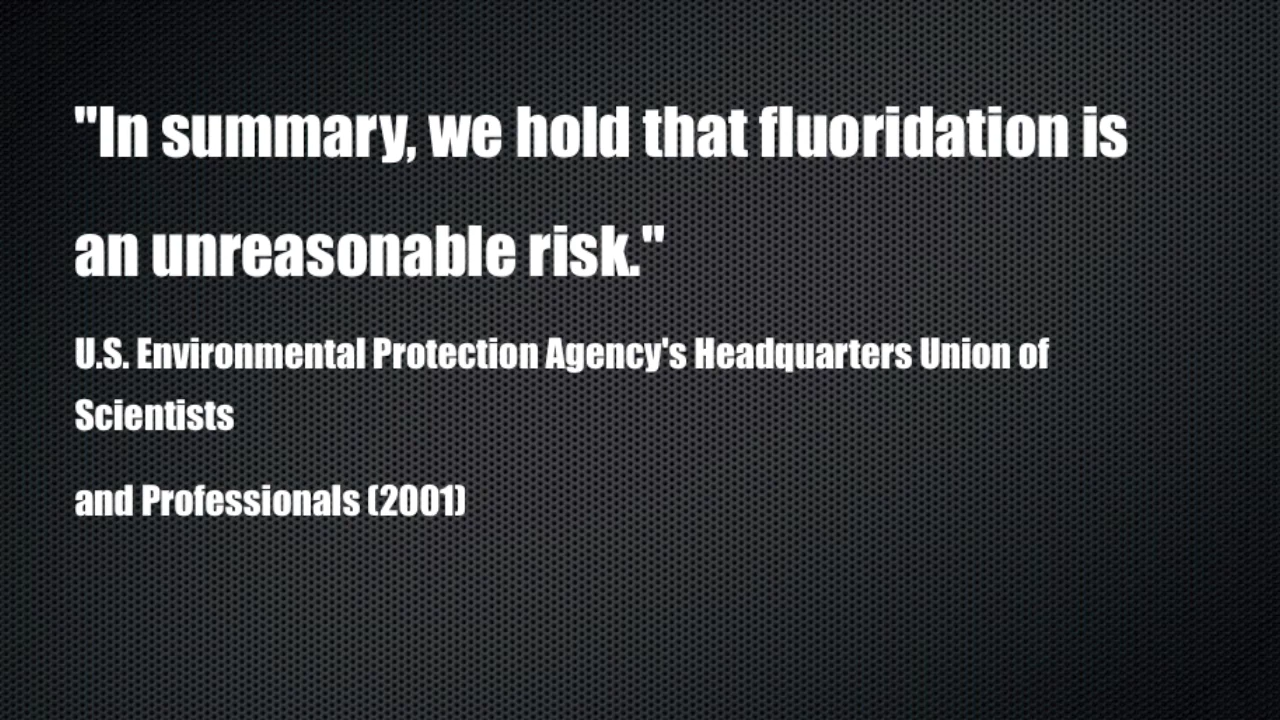 "In summary, we hold that fluoridation is
an unreasonable risk."
U.S. Environmental Protection Agency's Headquarters Union of
Scientists
and Professionals (2001)